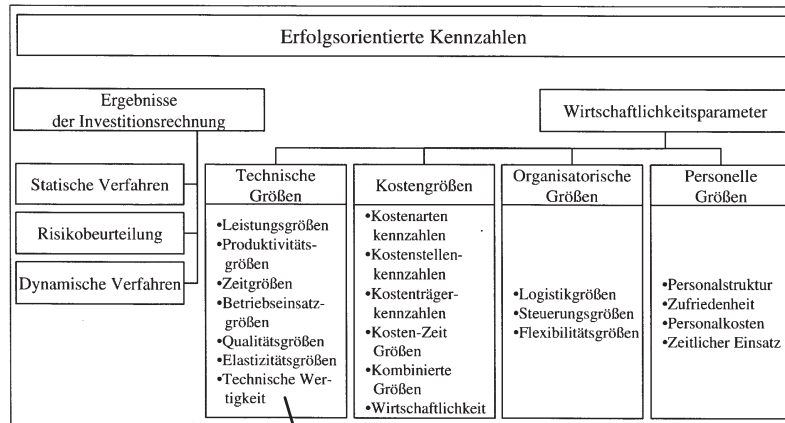 Erfolgsorientierte Kennzahlen
Ergebnisse
der Investitionsrechnung
Statische Verfahren
Risikobeurteilung
Dynamische Verfahren
Wirtschaftlichkeitsparameter
Technische
Größen
•Leistungsgrößen
•Produktivitäts-
größen
•Zeitgrößen
•Betriebseinsatz-
größen
•Qualitätsgrößen
•Elastizitätsgrößen
•Technische Wer-
tigkeit
Kostengrößen
•Kostenarten
kennzahlen
•Kostenstellen-
kennzahlen
•Kostenträger-
kennzahlen
•Kosten-Zeit
Größen
•Kombinierte
Größen
•Wirtschaftlichkeit
Organisatorische
Größen
•Logistikgrößen
•Steuerungsgrößen
•Flexibilitätsgrößen
Personelle
Größen
•Personalstruktur
•Zufriedenheit
•Personalkosten
•Zeitlicher Einsatz